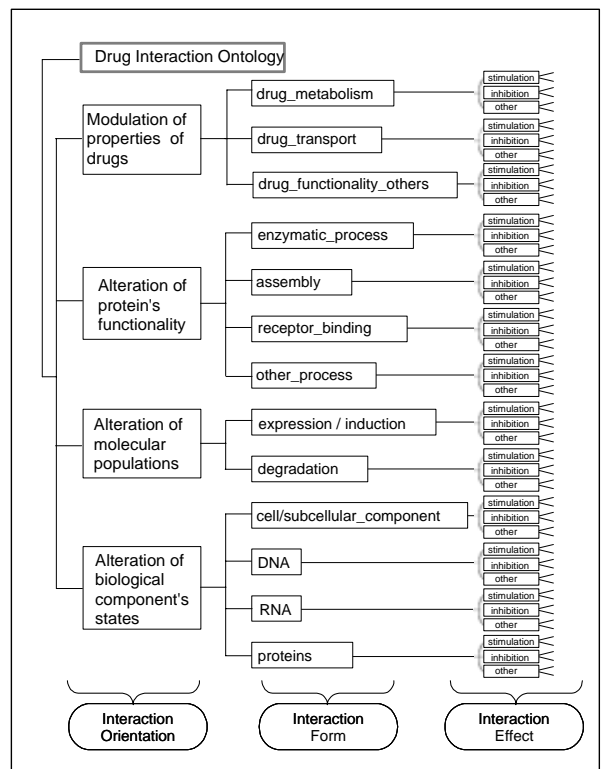 Drug Interaction Ontology
Modulation of
properties of
drugs
drug_metabolism
stimulation
inhibition
other
drug_transport
stimulation
inhibition
other
drug_functionality_others
stimulation
inhibition
other
Alteration of
protein's
functionality
enzymatic_process
stimulation
inhibition
other
assembly
stimulation
inhibition
other
receptor_binding
stimulation
inhibition
other
other_process
stimulation
inhibition
other
Alteration of
molecular
populations
expression / induction
stimulation
inhibition
other
degradation
stimulation
inhibition
other
Alteration of
biological
component's
states
cell/subcellular_component
stimulation
inhibition
other
DNA
stimulation
inhibition
other
RNA
stimulation
inhibition
other
proteins
stimulation
inhibition
other
Interaction
Orientation
Interaction
Form
Interaction
Effect